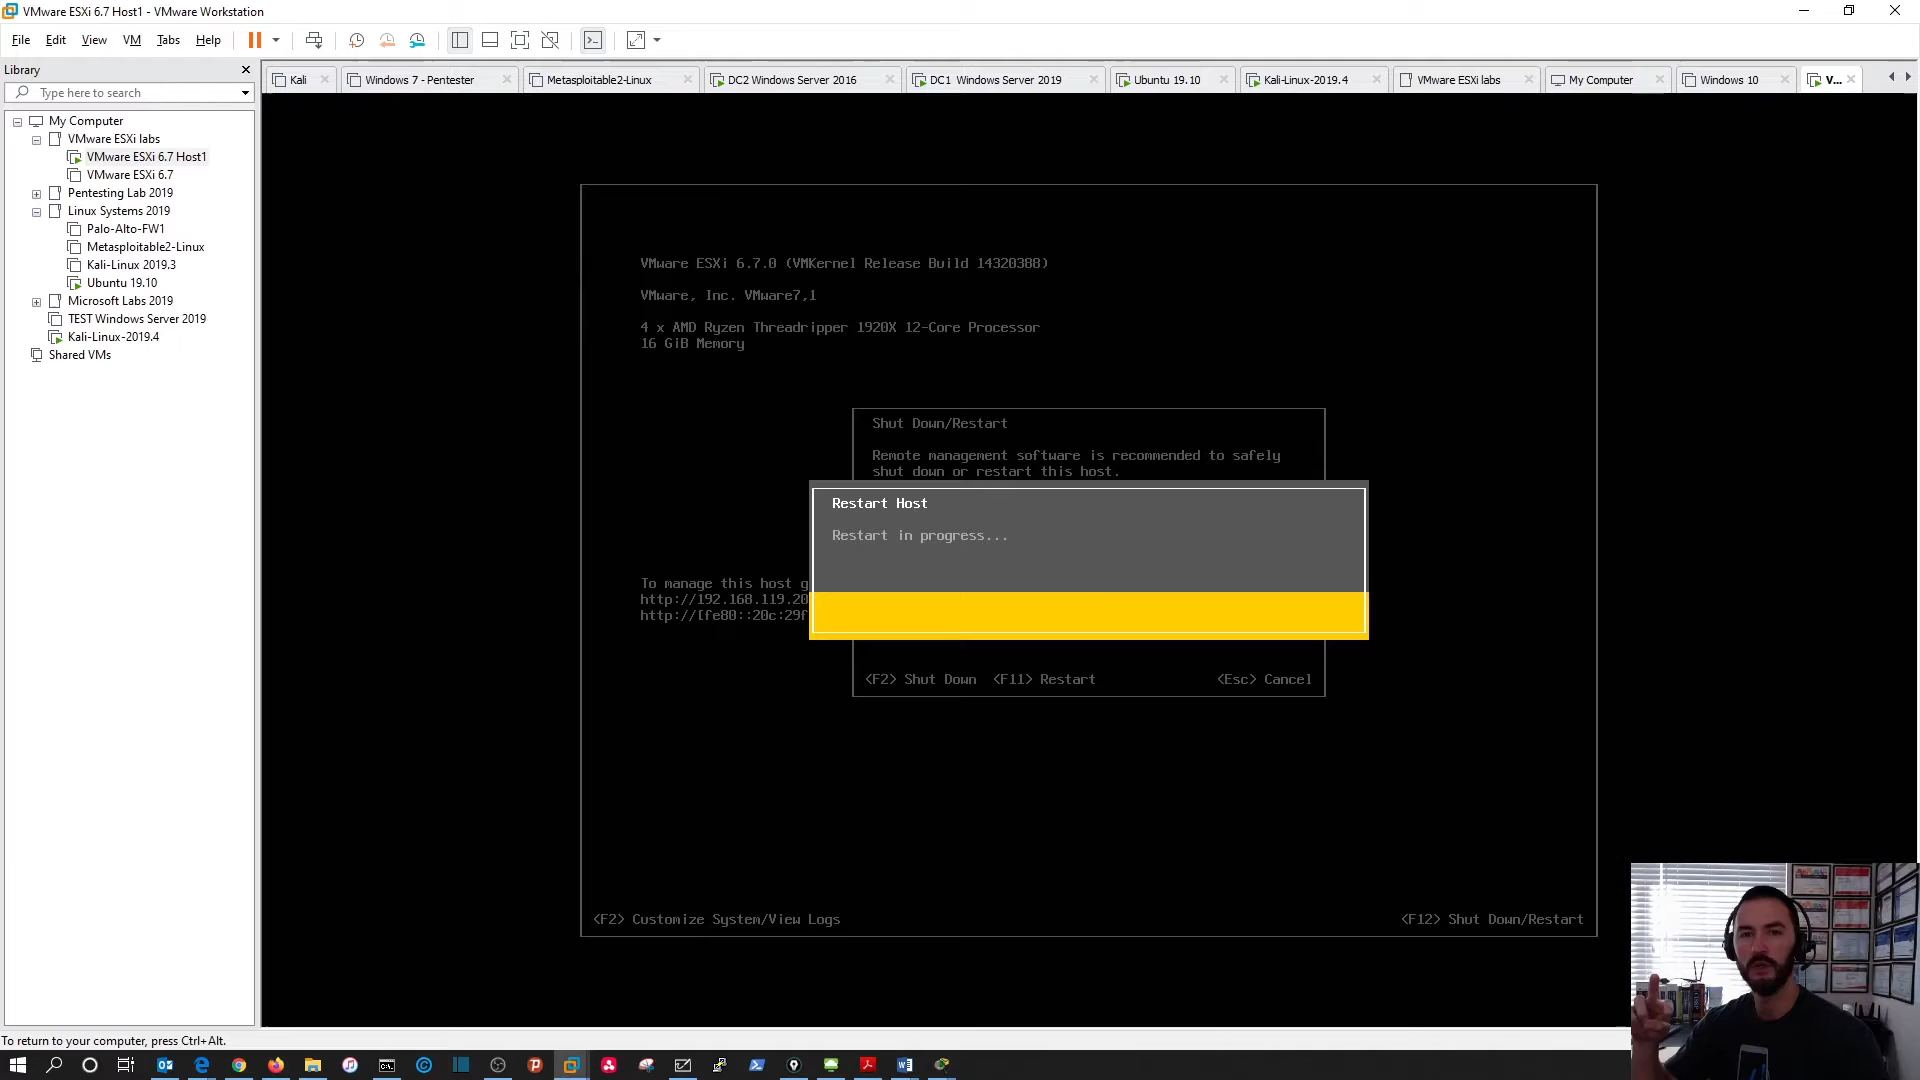 VMware ESXi 6.7 Host1 - VMware Workstation
File Edit View VM Tabs Help
Library
Type here to search
Kali Windows 7 - Pentester Metasploitable2-Linux DC2 Windows Server 2016 DC1 Windows Server 2019 Ubuntu 19.10 Kali-Linux-2019.4 VMware ESXi labs My Computer Windows 10 V...
My Computer
VMware ESXi labs
VMware ESXi 6.7 Host1
VMware ESXi 6.7
Pentesting Lab 2019
Linux Systems 2019
Palo-Alto-FW1
Metasploitable2-Linux
Kali-Linux 2019.3
Ubuntu 19.10
Microsoft Labs 2019
TEST Windows Server 2019
Kali-Linux-2019.4
Shared VMs
VMware ESXi 6.7.0 (VMKernel Release Build 14320388)
VMware, Inc. VMware7,1
4 x AMD Ryzen Threadripper 1920X 12-Core Processor
16 GiB Memory
Shut Down/Restart
Remote management software is recommended to safely
shut down or restart this host.
Restart Host
Restart in progress...
To manage this host g
http://192.168.119.20
http://[fe80::20c:29f
<F2> Shut Down <F11> Restart <Esc> Cancel
<F2> Customize System/View Logs <F12> Shut Down/Restart
To return to your computer, press Ctrl+Alt.